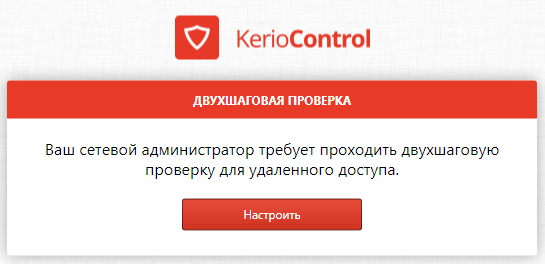 KerioControl
ДВУХШАГОВАЯ ПРОВЕРКА
Ваш сетевой администратор требует проходить двухшаговую
проверку для удаленного доступа.
Настроить